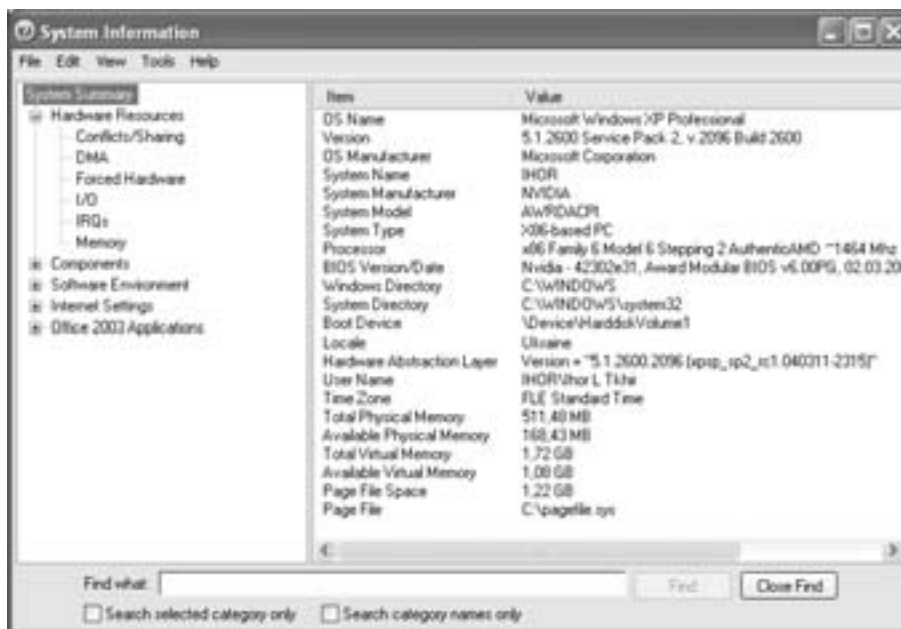 System Information
File Edit View Tools Help
System Summary
Hardware Resources
Conflicts/Sharing
DMA
Forced Hardware
I/O
IRQs
Memory
Components
Software Environment
Internet Settings
Office 2003 Applications
Item Value
OS Name Microsoft Windows XP Professional
Version 5.1.2600 Service Pack 2, v.2096 Build 2600
OS Manufacturer Microsoft Corporation
System Name IHOR
System Manufacturer NVIDIA
System Model AWRDACPI
System Type X86-based PC
Processor x86 Family 6 Model 6 Stepping 2 AuthenticAMD ~1464 Mhz
BIOS Version/Date Nvidia - 42302e31, Award Modular BIOS v6.00PG, 02.03.20
Windows Directory C:\WINDOWS
System Directory C:\WINDOWS\system32
Boot Device \Device\HarddiskVolume1
Locale Ukraine
Hardware Abstraction Layer Version = "5.1.2600.2096 (xpsp_sp2_rc1.040311-2315)"
User Name IHOR\Ihor L
Time Zone FLE Standard Time
Total Physical Memory 511,48 MB
Available Physical Memory 168,43 MB
Total Virtual Memory 1,72 GB
Available Virtual Memory 1,08 GB
Page File Space 1,22 GB
Page File C:\pagefile.sys
Find what: Find Close Find
Search selected category only Search category names only